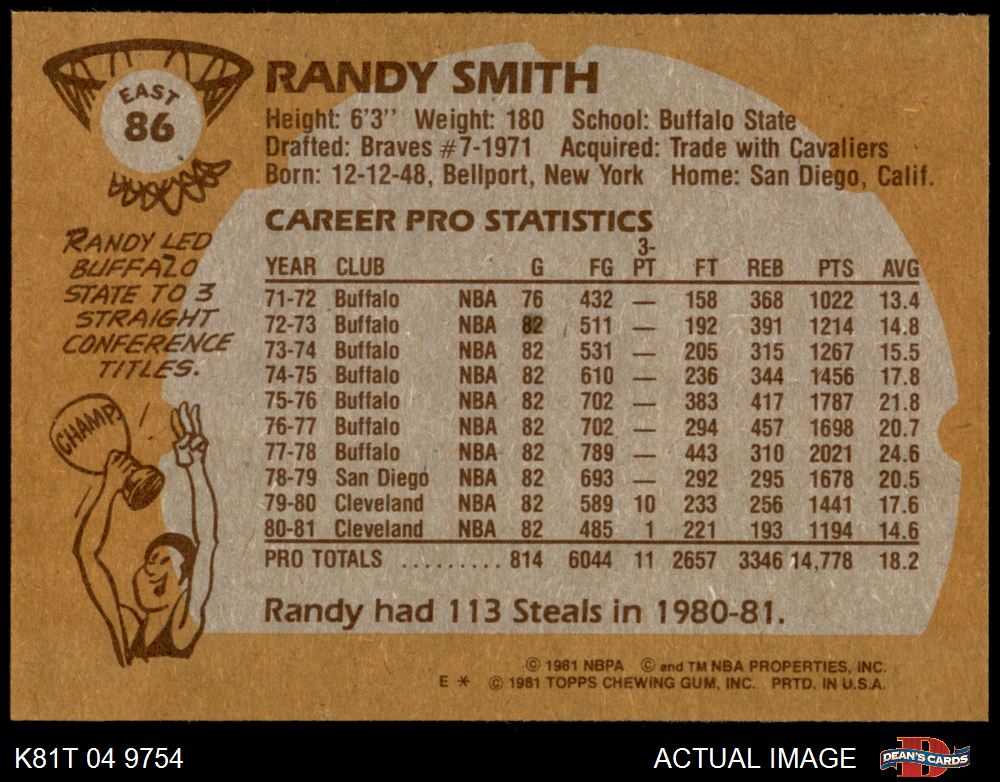 EAST
86
RANDY SMITH
Height: 6'3" Weight: 180 School: Buffalo State
Drafted: Braves #7-1971 Acquired: Trade with Cavaliers
Born: 12-12-48, Bellport, New York Home: San Diego, Calif.
RANDY LED
BUFFALO
STATE TO 3
STRAIGHT
CONFERENCE
TITLES.
CHAMP.
CAREER PRO STATISTICS
YEAR CLUB G FG 3-PT FT REB PTS AVG
71-72 Buffalo NBA 76 432 — 158 368 1022 13.4
72-73 Buffalo NBA 82 511 — 192 391 1214 14.8
73-74 Buffalo NBA 82 531 — 205 315 1267 15.5
74-75 Buffalo NBA 82 610 — 236 344 1456 17.8
75-76 Buffalo NBA 82 702 — 383 417 1787 21.8
76-77 Buffalo NBA 82 702 — 294 457 1698 20.7
77-78 Buffalo NBA 82 789 — 443 310 2021 24.6
78-79 San Diego NBA 82 693 — 292 295 1678 20.5
79-80 Cleveland NBA 82 589 10 233 256 1441 17.6
80-81 Cleveland NBA 82 485 1 221 193 1194 14.6
PRO TOTALS ......... 814 6044 11 2657 3346 14,778 18.2
Randy had 113 Steals in 1980-81.
© 1981 NBPA © and TM NBA PROPERTIES, INC.
E * © 1981 TOPPS CHEWING GUM, INC. PRTD. IN U.S.A.
K81T 04 9754 ACTUAL IMAGE DEAN'S CARDS